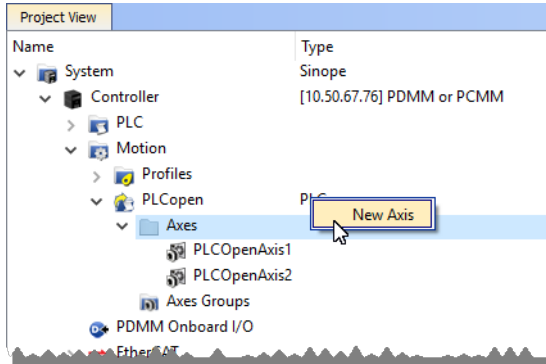 Project View
Name Type
System Sinope
Controller [10.50.67.76] PDMM or PCMM
PLC
Motion
Profiles
PLCopen
New Axis
Axes
PLCOpenAxis1
PLCOpenAxis2
Axes Groups
PDMM Onboard I/O
EtherCAT